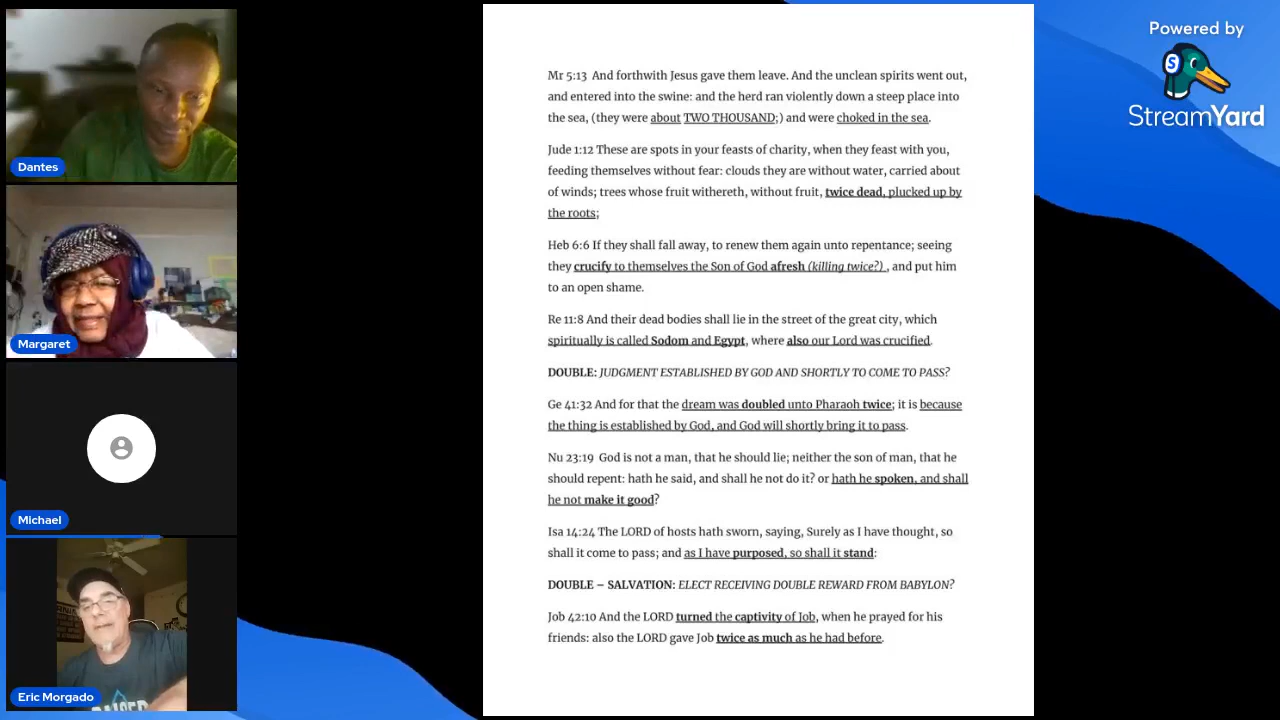 Dantes
Margaret
Michael
Eric Morgado
Mr 5:13 And forthwith Jesus gave them leave. And the unclean spirits went out,
and entered into the swine: and the herd ran violently down a steep place into
the sea, (they were about TWO THOUSAND;) and were choked in the sea.
Jude 1:12 These are spots in your feasts of charity, when they feast with you,
feeding themselves without fear: clouds they are without water, carried about
of winds; trees whose fruit withereth, without fruit, twice dead, plucked up by
the roots;
Heb 6:6 If they shall fall away, to renew them again unto repentance; seeing
they crucify to themselves the Son of God afresh (killing twice?) , and put him
to an open shame.
Re 11:8 And their dead bodies shall lie in the street of the great city, which
spiritually is called Sodom and Egypt, where also our Lord was crucified.
DOUBLE: JUDGMENT ESTABLISHED BY GOD AND SHORTLY TO COME TO PASS?
Ge 41:32 And for that the dream was doubled unto Pharaoh twice; it is because
the thing is established by God, and God will shortly bring it to pass.
Nu 23:19 God is not a man, that he should lie; neither the son of man, that he
should repent: hath he said, and shall he not do it? or hath he spoken, and shall
he not make it good?
Isa 14:24 The LORD of hosts hath sworn, saying, Surely as I have thought, so
shall it come to pass; and as I have purposed, so shall it stand:
DOUBLE – SALVATION: ELECT RECEIVING DOUBLE REWARD FROM BABYLON?
Job 42:10 And the LORD turned the captivity of Job, when he prayed for his
friends: also the LORD gave Job twice as much as he had before.
Powered by
S
StreamYard